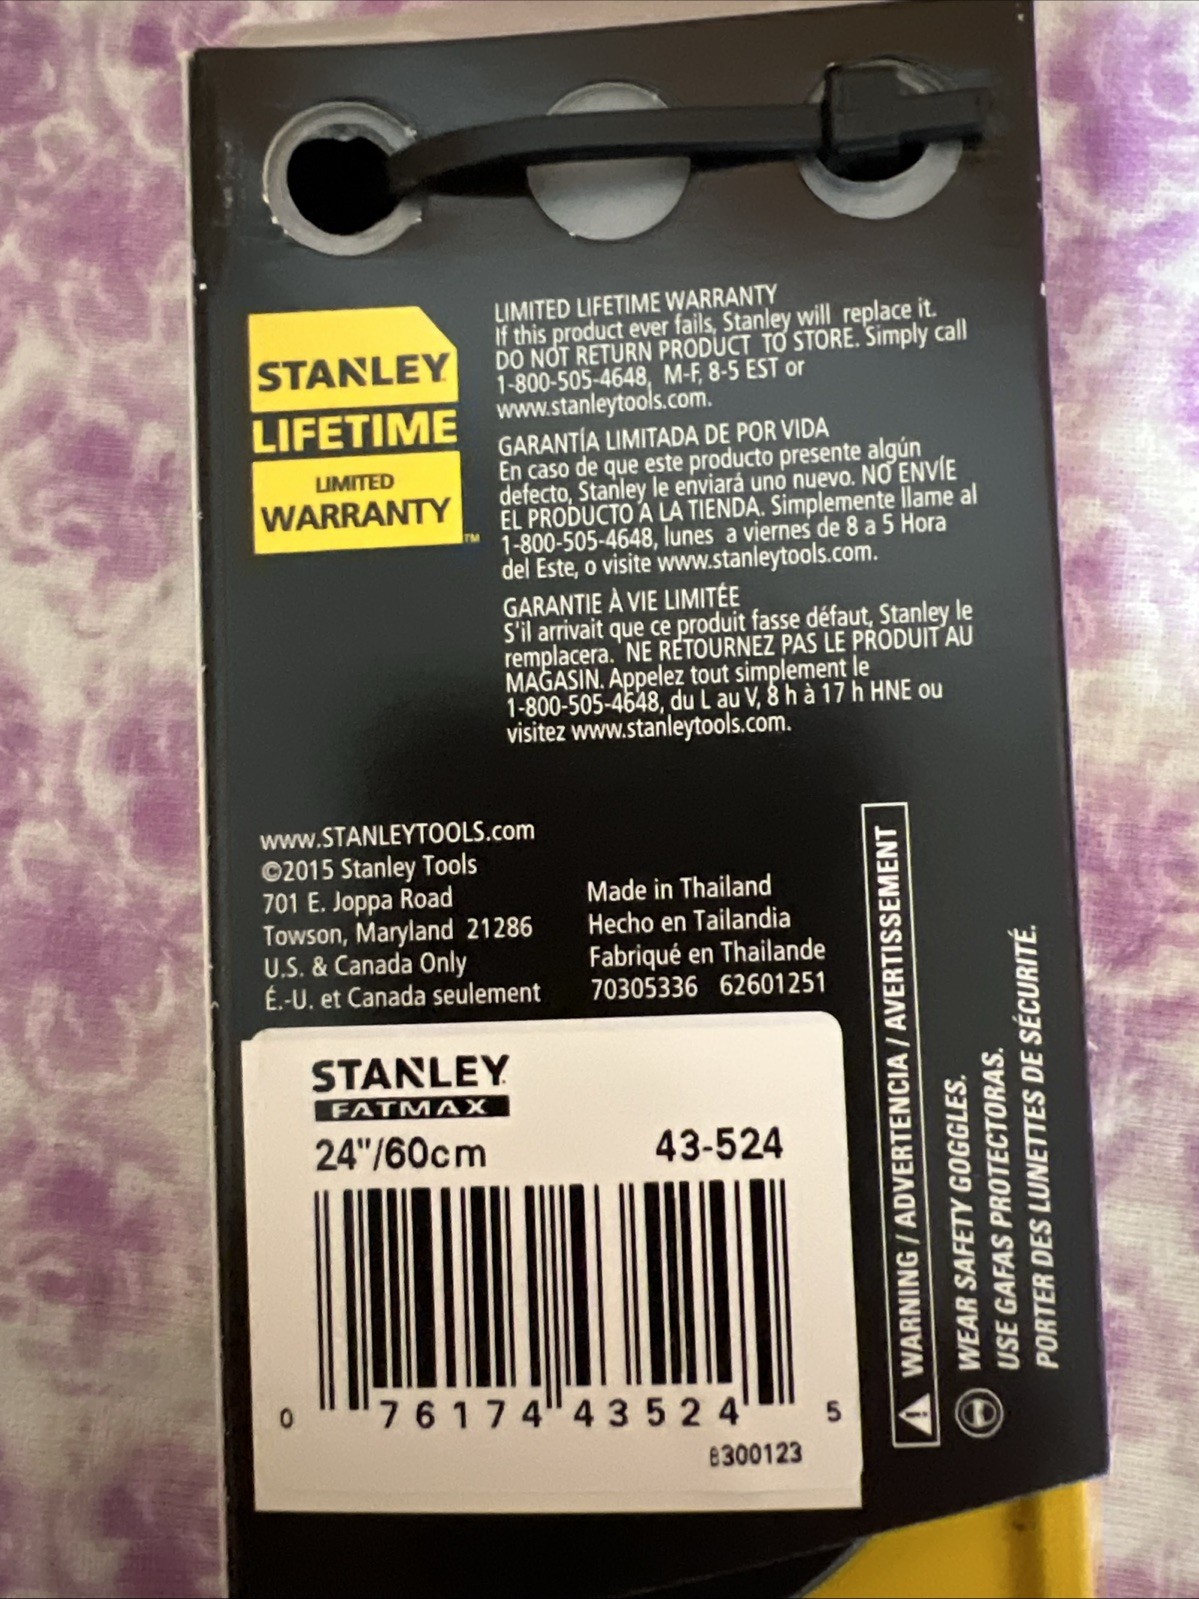 STANLEY
LIFETIME
LIMITED
WARRANTY™
LIMITED LIFETIME WARRANTY
If this product ever fails, Stanley will replace it.
DO NOT RETURN PRODUCT TO STORE. Simply call
1-800-505-4648, M-F, 8-5 EST or
www.stanleytools.com.
GARANTÍA LIMITADA DE POR VIDA
En caso de que este producto presente algún
defecto, Stanley le enviará uno nuevo. NO ENVÍE
EL PRODUCTO A LA TIENDA. Simplemente llame al
1-800-505-4648, lunes a viernes de 8 a 5 Hora
del Este, o visite www.stanleytools.com.
GARANTIE À VIE LIMITÉE
S'il arrivait que ce produit fasse défaut, Stanley le
remplacera. NE RETOURNEZ PAS LE PRODUIT AU
MAGASIN. Appelez tout simplement le
1-800-505-4648, du L au V, 8 h à 17 h HNE ou
visitez www.stanleytools.com.
www.STANLEYTOOLS.com
©2015 Stanley Tools
701 E. Joppa Road
Towson, Maryland 21286
U.S. & Canada Only
É.-U. et Canada seulement
Made in Thailand
Hecho en Tailandia
Fabriqué en Thaïlande
70305336 62601251
WARNING / ADVERTENCIA / AVERTISSEMENT
WEAR SAFETY GOGGLES.
USE GAFAS PROTECTORAS.
PORTER DES LUNETTES DE SÉCURITÉ.
STANLEY
FATMAX
24"/60cm 43-524
0 76174 43524 5
B300123